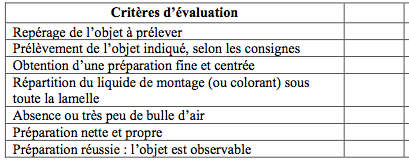 Critères d’évaluation
Repérage de l’objet à prélever
Prélèvement de l’objet indiqué, selon les consignes
Obtention d’une préparation fine et centrée
Répartition du liquide de montage (ou colorant) sous
toute la lamelle
Absence ou très peu de bulle d’air
Préparation nette et propre
Préparation réussie : l’objet est observable